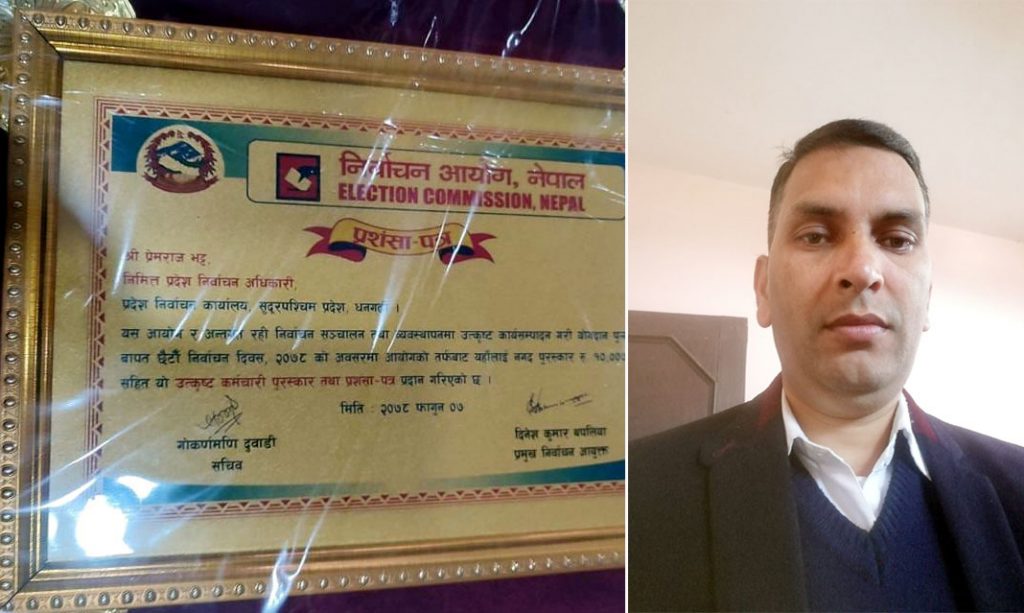 निर्वाचन आयोग, नेपाल
ELECTION COMMISSION, NEPAL
प्रशंसा-पत्र
श्री प्रेमराज भट्ट,
निमित्त प्रदेश निर्वाचन अधिकारी,
प्रदेश निर्वाचन कार्यालय, सुदूरपश्चिम प्रदेश, धनगढी ।
यस आयोग र अन्तर्गत रही निर्वाचन सञ्चालन तथा व्यवस्थापनमा उत्कृष्ट कार्यसम्पादन गरी योगदान
बापत छैटौँ निर्वाचन दिवस, २०७८ को अवसरमा आयोगको तर्फबाट यहाँलाई नगद पुरस्कार रु १०,०००
सहित यो उत्कृष्ट कर्मचारी पुरस्कार तथा प्रशंसा-पत्र प्रदान गरिएको छ ।
मिति : २०७८ फागुन ०७
गोकर्णमणि दुवाडी
सचिव
दिनेश कुमार थपलिया
प्रमुख निर्वाचन आयुक्त